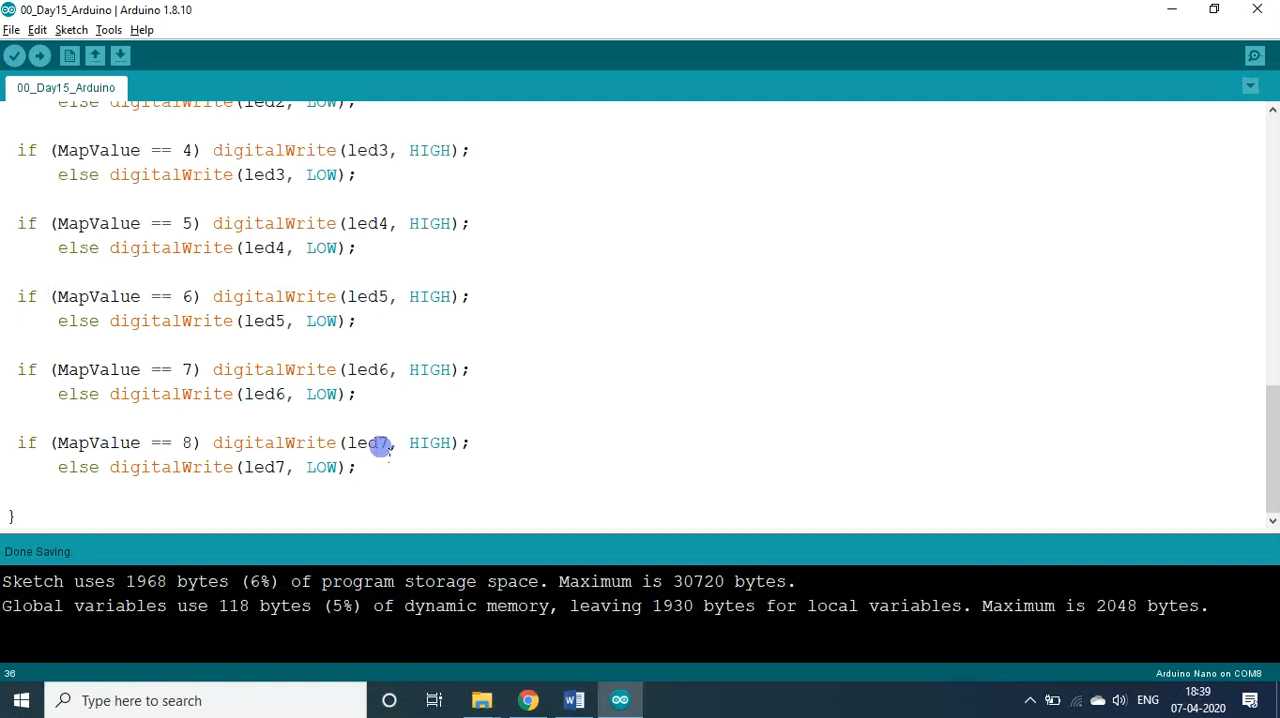 00_Day15_Arduino | Arduino 1.8.10
File Edit Sketch Tools Help
00_Day15_Arduino
else digitalWrite(led2, LOW);
if (MapValue == 4) digitalWrite(led3, HIGH);
else digitalWrite(led3, LOW);
if (MapValue == 5) digitalWrite(led4, HIGH);
else digitalWrite(led4, LOW);
if (MapValue == 6) digitalWrite(led5, HIGH);
else digitalWrite(led5, LOW);
if (MapValue == 7) digitalWrite(led6, HIGH);
else digitalWrite(led6, LOW);
if (MapValue == 8) digitalWrite(led7, HIGH);
else digitalWrite(led7, LOW);
}
Done Saving.
Sketch uses 1968 bytes (6%) of program storage space. Maximum is 30720 bytes.
Global variables use 118 bytes (5%) of dynamic memory, leaving 1930 bytes for local variables. Maximum is 2048 bytes.
36 Arduino Nano on COM8
Type here to search
ENG
18:39
07-04-2020